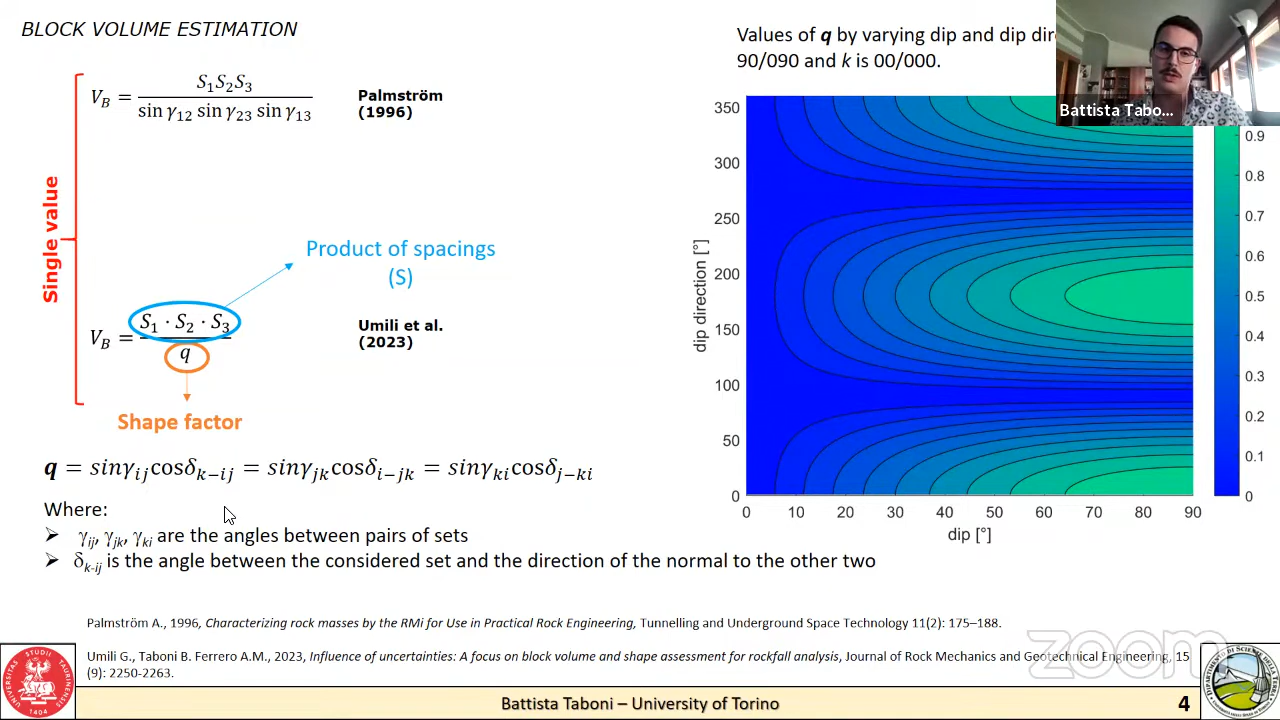 BLOCK VOLUME ESTIMATION
V_B = S_1S_2S_3 / sin γ_12 sin γ_23 sin γ_13
Palmström
(1996)
Single value
Product of spacings
(S)
V_B = S_1 · S_2 · S_3 / q
Umili et al.
(2023)
Shape factor
q = sinγ_ij cosδ_k−ij = sinγ_jk cosδ_i−jk = sinγ_ki cosδ_j−ki
Where:
➢ γ_ij, γ_jk, γ_ki are the angles between pairs of sets
➢ δ_k-ij is the angle between the considered set and the direction of the normal to the other two
Values of q by varying dip and dip dir
90/090 and k is 00/000.
Battista Tabo...
dip direction [°]
350
300
250
200
150
100
50
0
0 10 20 30 40 50 60 70 80 90
dip [°]
0.9
0.8
0.7
0.6
0.5
0.4
0.3
0.2
0.1
0
Palmström A., 1996, Characterizing rock masses by the RMi for Use in Practical Rock Engineering, Tunnelling and Underground Space Technology 11(2): 175–188.
zoom
Umili G., Taboni B. Ferrero A.M., 2023, Influence of uncertainties: A focus on block volume and shape assessment for rockfall analysis, Journal of Rock Mechanics and Geotechnical Engineering, 15
(9): 2250-2263.
Battista Taboni – University of Torino
4